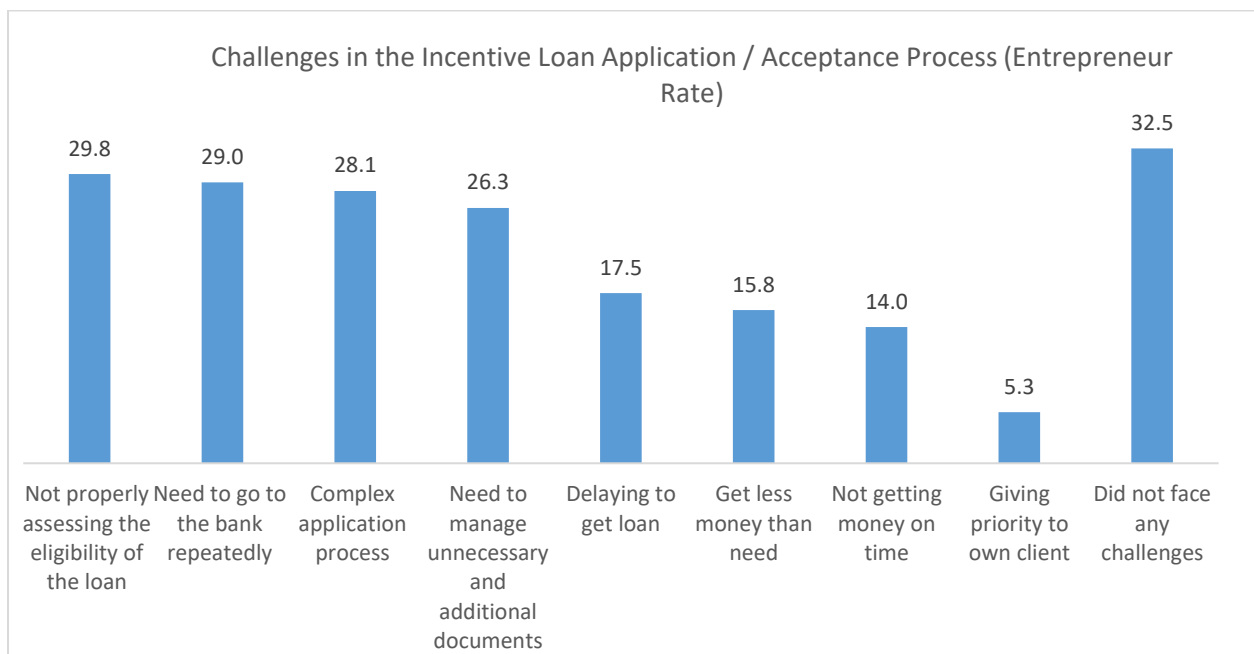 Challenges in the Incentive Loan Application / Acceptance Process (Entrepreneur
Rate)
29.8
29.0
28.1
26.3
17.5
15.8
14.0
5.3
32.5
Not properly
assessing the
eligibility of
the loan
Need to go to
the bank
repeatedly
Complex
application
process
Need to
manage
unnecessary
and
additional
documents
Delaying to
get loan
Get less
money than
need
Not getting
money on
time
Giving
priority to
own client
Did not face
any
challenges